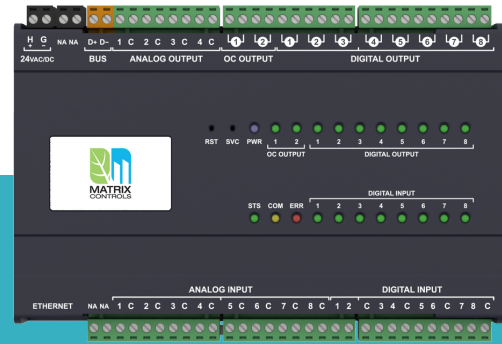 1 2 1 2 3 4 5 6 7 8
H G NA NA D+ D- 1 C 2 C 3 C 4 C
+ -
24VAC/DC BUS ANALOG OUTPUT OC OUTPUT DIGITAL OUTPUT
RST SVC PWR 1 2 1 2 3 4 5 6 7 8
OC OUTPUT DIGITAL OUTPUT
MATRIX
CONTROLS
DIGITAL INPUT
STS COM ERR 1 2 3 4 5 6 7 8
ANALOG INPUT DIGITAL INPUT
ETHERNET NA NA 1 C 2 C 3 C 4 C 5 C 6 C 7 C 8 C 1 2 C 3 4 C 5 6 C 7 8 C